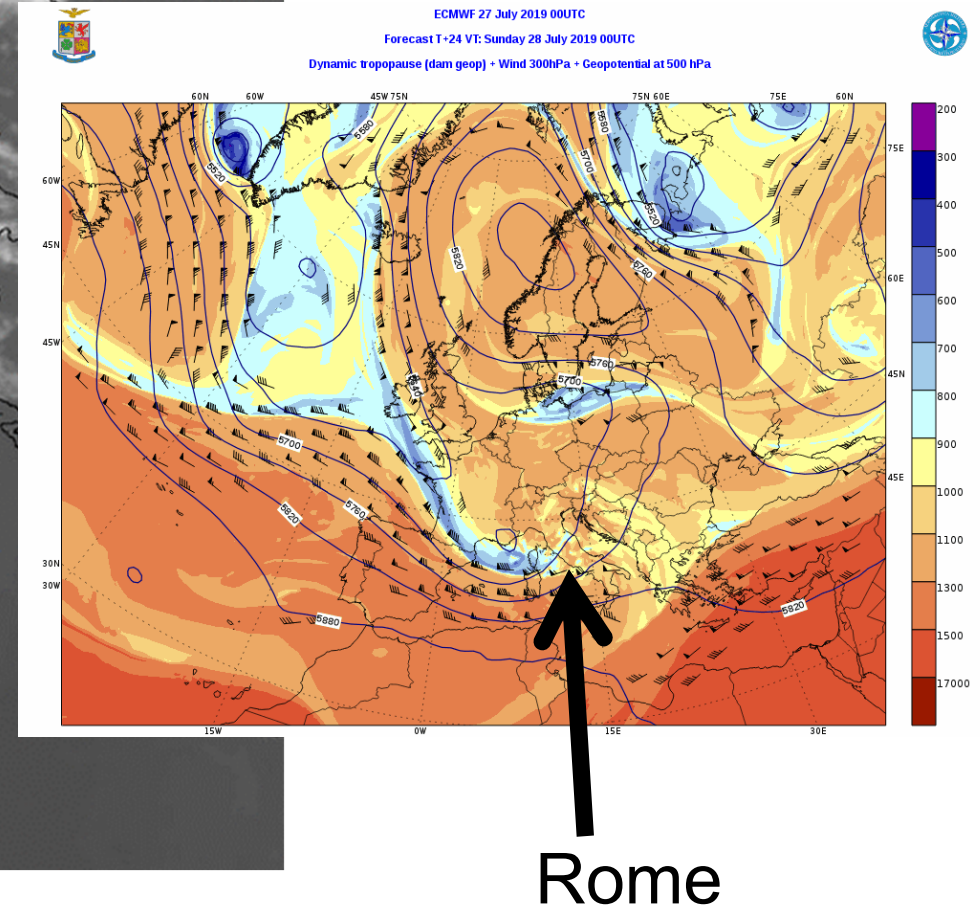 ECMWF 27 July 2019 00UTC
Forecast T+24 VT: Sunday 28 July 2019 00UTC
Dynamic tropopause (dam geop) + Wind 300hPa + Geopotential at 500 hPa
60N 60W 45W 75N 75N 60E 75E 60N
200
5580 5580
75E
5700
300
5520
60W
400
5520
45N
5820
500
5760
60E
600
45W
700
5760
5700
45N
5640
800
5700
900
45E
1000
5760
5820
1100
30N
30W
1300
5820
5880
1500
17000
15W 0W 15E 30E
Rome